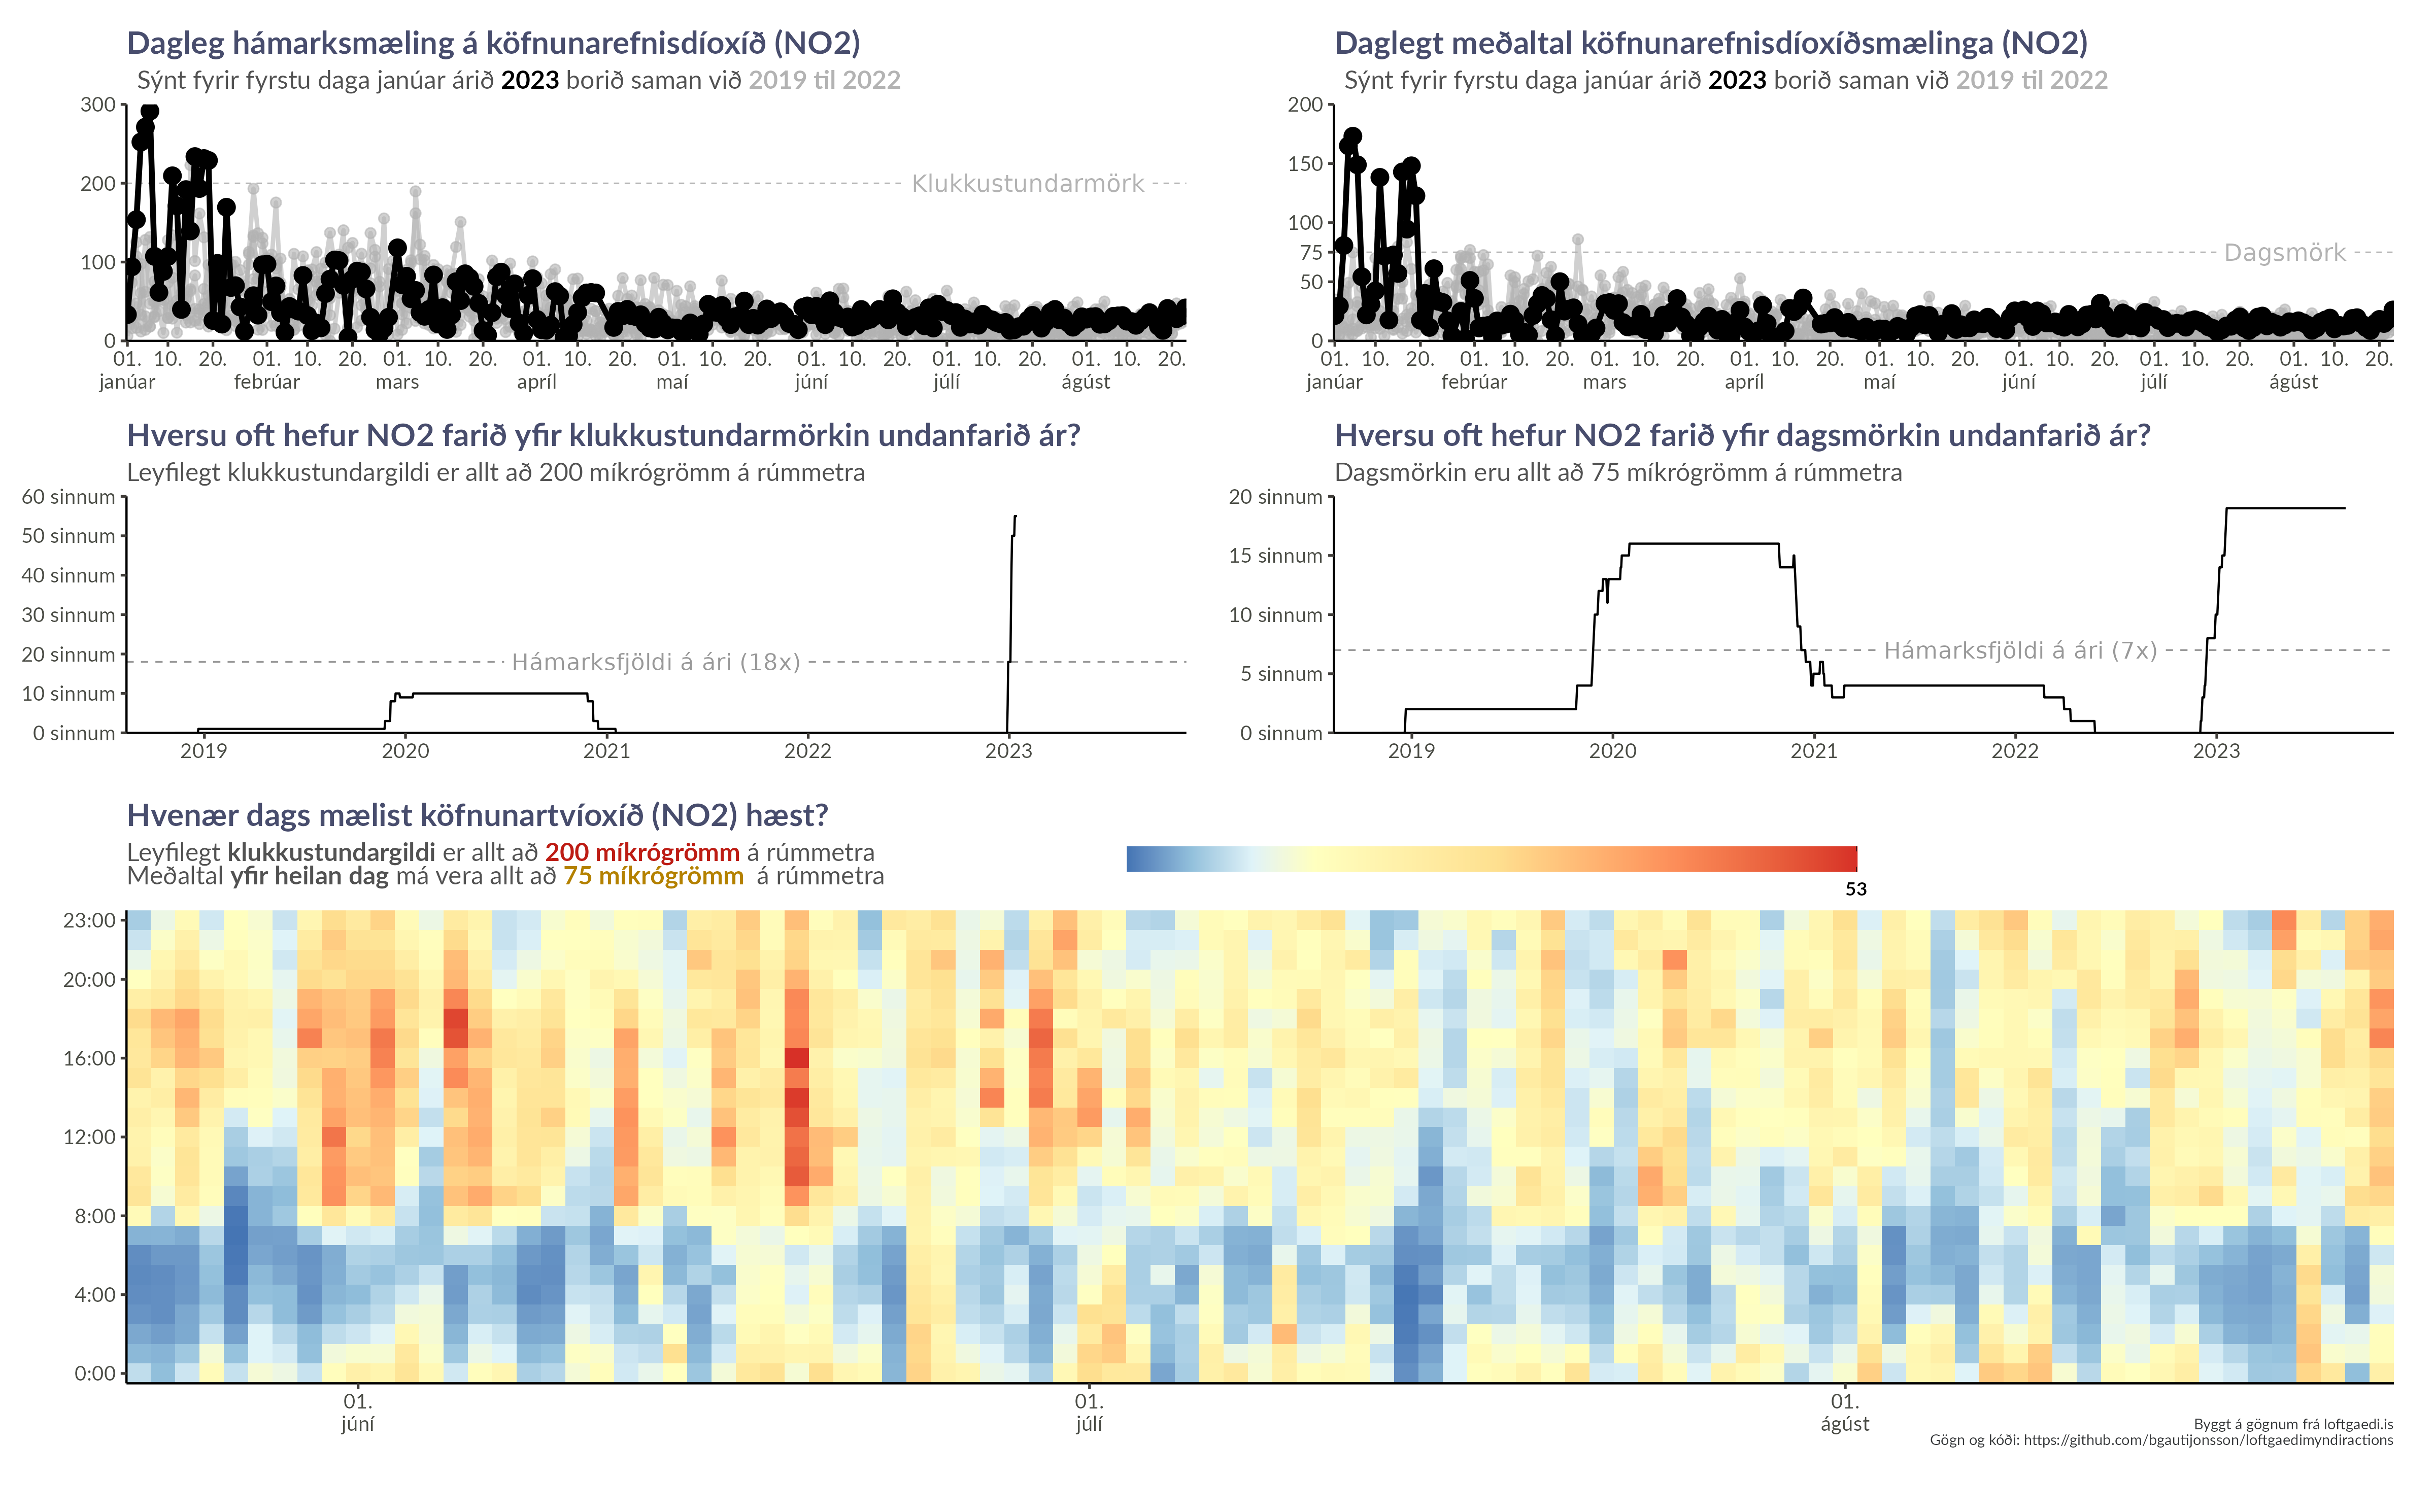 Dagleg hámarksmæling á köfnunarefnisdíoxíð (NO2)
Sýnt fyrir fyrstu daga janúar árið 2023 borið saman við 2019 til 2022
300
200
100
0
Klukkustundarmörk
01. 10. 20. 01. 10. 20. 01. 10. 20. 01. 10. 20. 01. 10. 20. 01. 10. 20. 01. 10. 20. 01. 10. 20.
janúar febrúar mars apríl maí júní júlí ágúst
Daglegt meðaltal köfnunarefnisdíoxíðsmælinga (NO2)
Sýnt fyrir fyrstu daga janúar árið 2023 borið saman við 2019 til 2022
200
150
100
75
50
0
Dagsmörk
01. 10. 20. 01. 10. 20. 01. 10. 20. 01. 10. 20. 01. 10. 20. 01. 10. 20. 01. 10. 20. 01. 10. 20.
janúar febrúar mars apríl maí júní júlí ágúst
Hversu oft hefur NO2 farið yfir klukkustundarmörkin undanfarið ár?
Leyfilegt klukkustundargildi er allt að 200 míkrógrömm á rúmmetra
60 sinnum
50 sinnum
40 sinnum
30 sinnum
20 sinnum
10 sinnum
0 sinnum
Hámarksfjöldi á ári (18x)
2019 2020 2021 2022 2023
Hversu oft hefur NO2 farið yfir dagsmörkin undanfarið ár?
Dagsmörkin eru allt að 75 míkrógrömm á rúmmetra
20 sinnum
15 sinnum
10 sinnum
5 sinnum
0 sinnum
Hámarksfjöldi á ári (7x)
2019 2020 2021 2022 2023
Hvenær dags mælist köfnunartvíoxíð (NO2) hæst?
Leyfilegt klukkustundargildi er allt að 200 míkrógrömm á rúmmetra
Meðaltal yfir heilan dag má vera allt að 75 míkrógrömm á rúmmetra
53
23:00
20:00
16:00
12:00
8:00
4:00
0:00
01. 01. 01.
júní júlí ágúst
Byggt á gögnum frá loftgaedi.is
Gögn og kóði: https://github.com/bgautijonsson/loftgaedimyndiractions